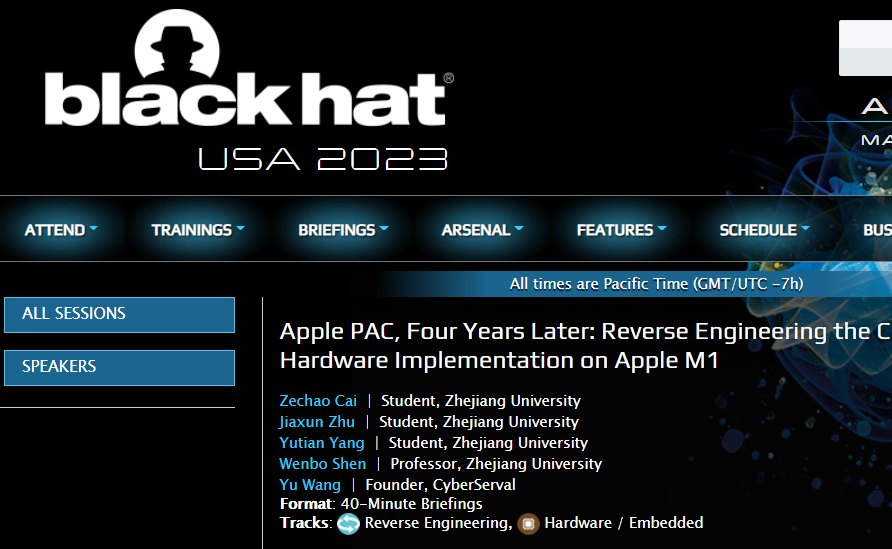 black hat®
USA 2023
A
MA
ATTEND TRAININGS BRIEFINGS ARSENAL FEATURES SCHEDULE BUS
All times are Pacific Time (GMT/UTC -7h)
ALL SESSIONS
SPEAKERS
Apple PAC, Four Years Later: Reverse Engineering the C
Hardware Implementation on Apple M1
Zechao Cai | Student, Zhejiang University
Jiaxun Zhu | Student, Zhejiang University
Yutian Yang | Student, Zhejiang University
Wenbo Shen | Professor, Zhejiang University
Yu Wang | Founder, CyberServal
Format: 40-Minute Briefings
Tracks: Reverse Engineering, Hardware / Embedded